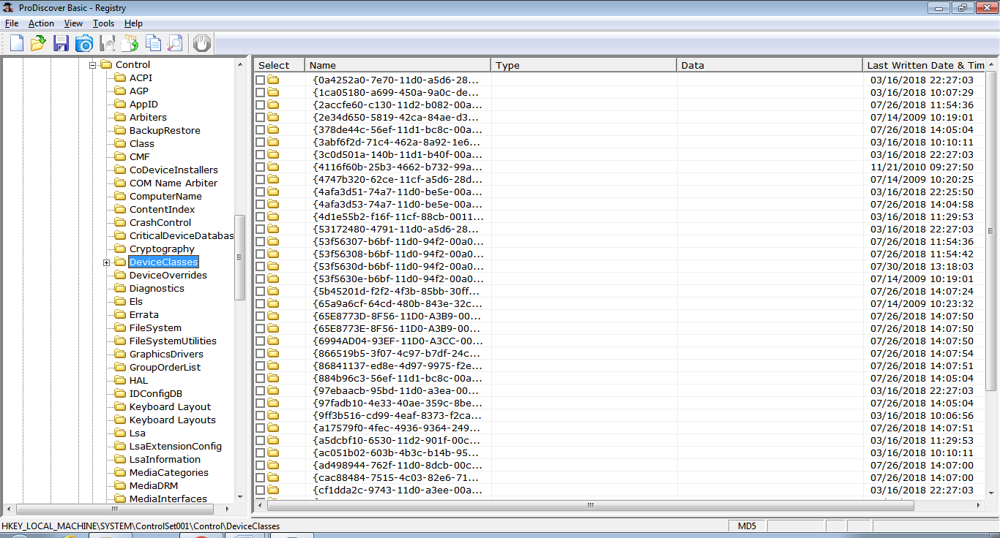 ProDiscover Basic - Registry
File Action View Tools Help
Control
ACPI
AGP
AppID
Arbiters
BackupRestore
Class
CMF
CoDeviceInstallers
COM Name Arbiter
ComputerName
ContentIndex
CrashControl
CriticalDeviceDatabas
Cryptography
DeviceClasses
DeviceOverrides
Diagnostics
Els
Errata
FileSystem
FileSystemUtilities
GraphicsDrivers
GroupOrderList
HAL
IDConfigDB
Keyboard Layout
Keyboard Layouts
Lsa
LsaExtensionConfig
LsaInformation
MediaCategories
MediaDRM
MediaInterfaces
Select Name Type Data Last Written Date & Tim
{0a4252a0-7e70-11d0-a5d6-28... 03/16/2018 22:27:03
{1ca05180-a699-450a-9a0c-de... 03/16/2018 10:07:29
{2accfe60-c130-11d2-b082-00a... 07/26/2018 11:54:36
{2e34d650-5819-42ca-84ae-d3... 07/14/2009 10:19:01
{378de44c-56ef-11d1-bc8c-00a... 07/26/2018 14:05:04
{3abf6f2d-71c4-462a-8a92-1e6... 03/16/2018 10:10:11
{3c0d501a-140b-11d1-b40f-00a... 03/16/2018 22:27:03
{4116f60b-25b3-4662-b732-99a... 11/21/2010 09:27:50
{4747b320-62ce-11cf-a5d6-28d... 07/14/2009 10:20:25
{4afa3d51-74a7-11d0-be5e-00a... 03/16/2018 22:25:50
{4afa3d53-74a7-11d0-be5e-00a... 07/26/2018 14:04:58
{4d1e55b2-f16f-11cf-88cb-0011... 03/16/2018 11:29:53
{53172480-4791-11d0-a5d6-28... 03/16/2018 22:27:03
{53f56307-b6bf-11d0-94f2-00a0... 07/26/2018 11:54:36
{53f56308-b6bf-11d0-94f2-00a0... 07/26/2018 11:54:42
{53f5630d-b6bf-11d0-94f2-00a0... 07/30/2018 13:18:03
{53f5630e-b6bf-11d0-94f2-00a0... 07/14/2009 10:19:01
{5b45201d-f2f2-4f3b-85bb-30ff... 07/26/2018 14:07:24
{65a9a6cf-64cd-480b-843e-32c... 07/14/2009 10:23:32
{65E8773D-8F56-11D0-A3B9-00... 07/26/2018 14:07:50
{65E8773E-8F56-11D0-A3B9-00... 07/26/2018 14:07:50
{6994AD04-93EF-11D0-A3CC-00... 07/26/2018 14:07:50
{866519b5-3f07-4c97-b7df-24c... 07/26/2018 14:07:54
{86841137-ed8e-4d97-9975-f2e... 07/26/2018 14:07:51
{884b96c3-56ef-11d1-bc8c-00a... 07/26/2018 14:05:04
{97ebaacb-95bd-11d0-a3ea-00... 03/16/2018 22:27:03
{97fadb10-4e33-40ae-359c-8be... 07/26/2018 14:05:04
{9ff3b516-cd99-4eaf-8373-f2ca... 03/16/2018 10:06:56
{a17579f0-4fec-4936-9364-249... 07/26/2018 14:07:51
{a5dcbf10-6530-11d2-901f-00c... 03/16/2018 11:29:53
{ac051b02-603b-4b3c-b14b-95... 03/16/2018 10:10:11
{ad498944-762f-11d0-8dcb-00c... 07/26/2018 14:07:00
{cac88484-7515-4c03-82e6-71... 07/26/2018 14:07:00
{cf1dda2c-9743-11d0-a3ee-00a... 03/16/2018 22:27:03
HKEY_LOCAL_MACHINE\SYSTEM\ControlSet001\Control\DeviceClasses MD5